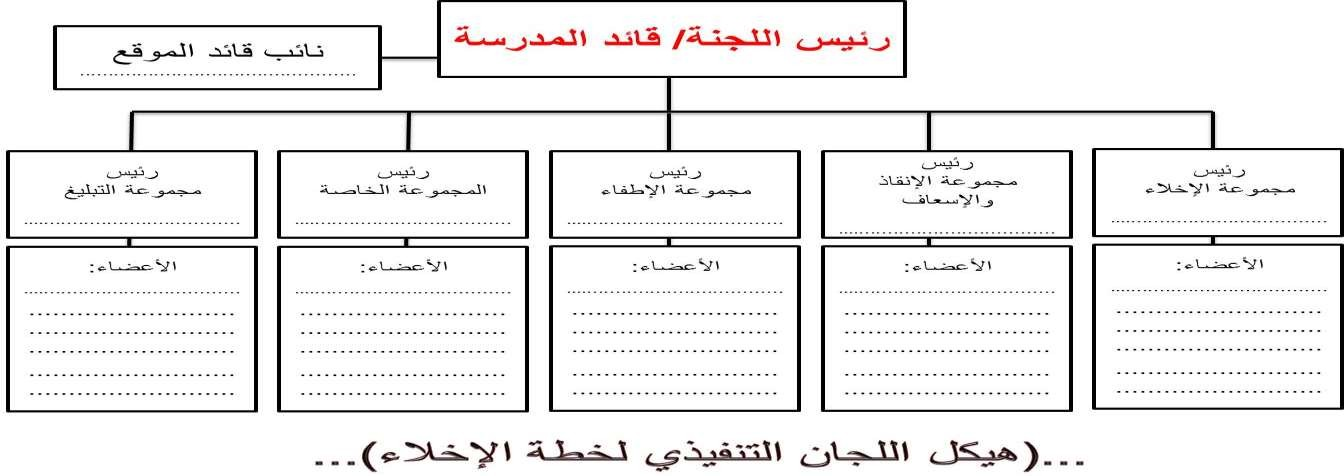 رئيس اللجنة/ قائد المدرسة
نائب قائد الموقع
..............................................
رئيس
مجموعة الإخلاء
....................................
رئيس
مجموعة الإنقاذ
والإسعاف
....................................
رئيس
مجموعة الإطفاء
....................................
رئيس
المجموعة الخاصة
....................................
رئيس
مجموعة التبليغ
....................................
الأعضاء:
....................................
..............................
..............................
..............................
..............................
..............................
الأعضاء:
....................................
..............................
..............................
..............................
..............................
..............................
الأعضاء:
....................................
..............................
..............................
..............................
..............................
..............................
الأعضاء:
....................................
..............................
..............................
..............................
..............................
..............................
الأعضاء:
....................................
..............................
..............................
..............................
..............................
..............................
...(هيكل اللجان التنفيذي لخطة الإخلاء)...